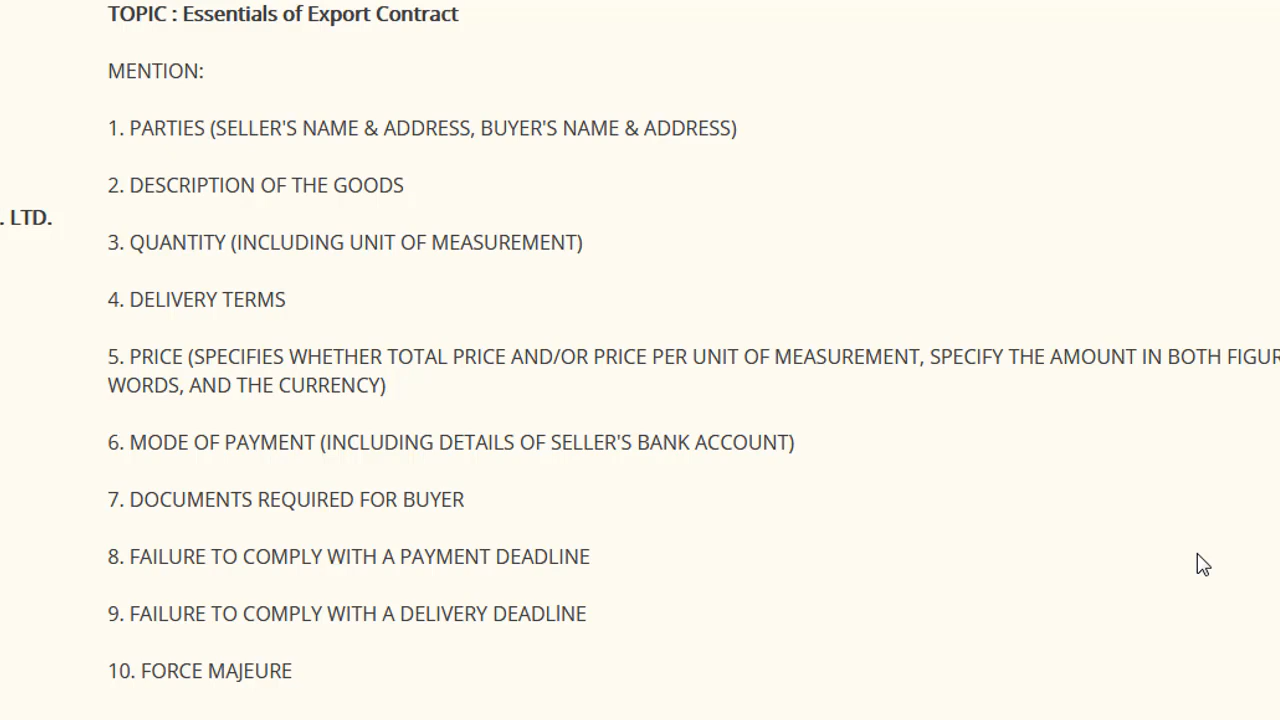 TOPIC : Essentials of Export Contract
MENTION:
1. PARTIES (SELLER'S NAME & ADDRESS, BUYER'S NAME & ADDRESS)
2. DESCRIPTION OF THE GOODS
. LTD.
3. QUANTITY (INCLUDING UNIT OF MEASUREMENT)
4. DELIVERY TERMS
5. PRICE (SPECIFIES WHETHER TOTAL PRICE AND/OR PRICE PER UNIT OF MEASUREMENT, SPECIFY THE AMOUNT IN BOTH FIGUR
WORDS, AND THE CURRENCY)
6. MODE OF PAYMENT (INCLUDING DETAILS OF SELLER'S BANK ACCOUNT)
7. DOCUMENTS REQUIRED FOR BUYER
8. FAILURE TO COMPLY WITH A PAYMENT DEADLINE
9. FAILURE TO COMPLY WITH A DELIVERY DEADLlNE
10. FORCE MAJEURE